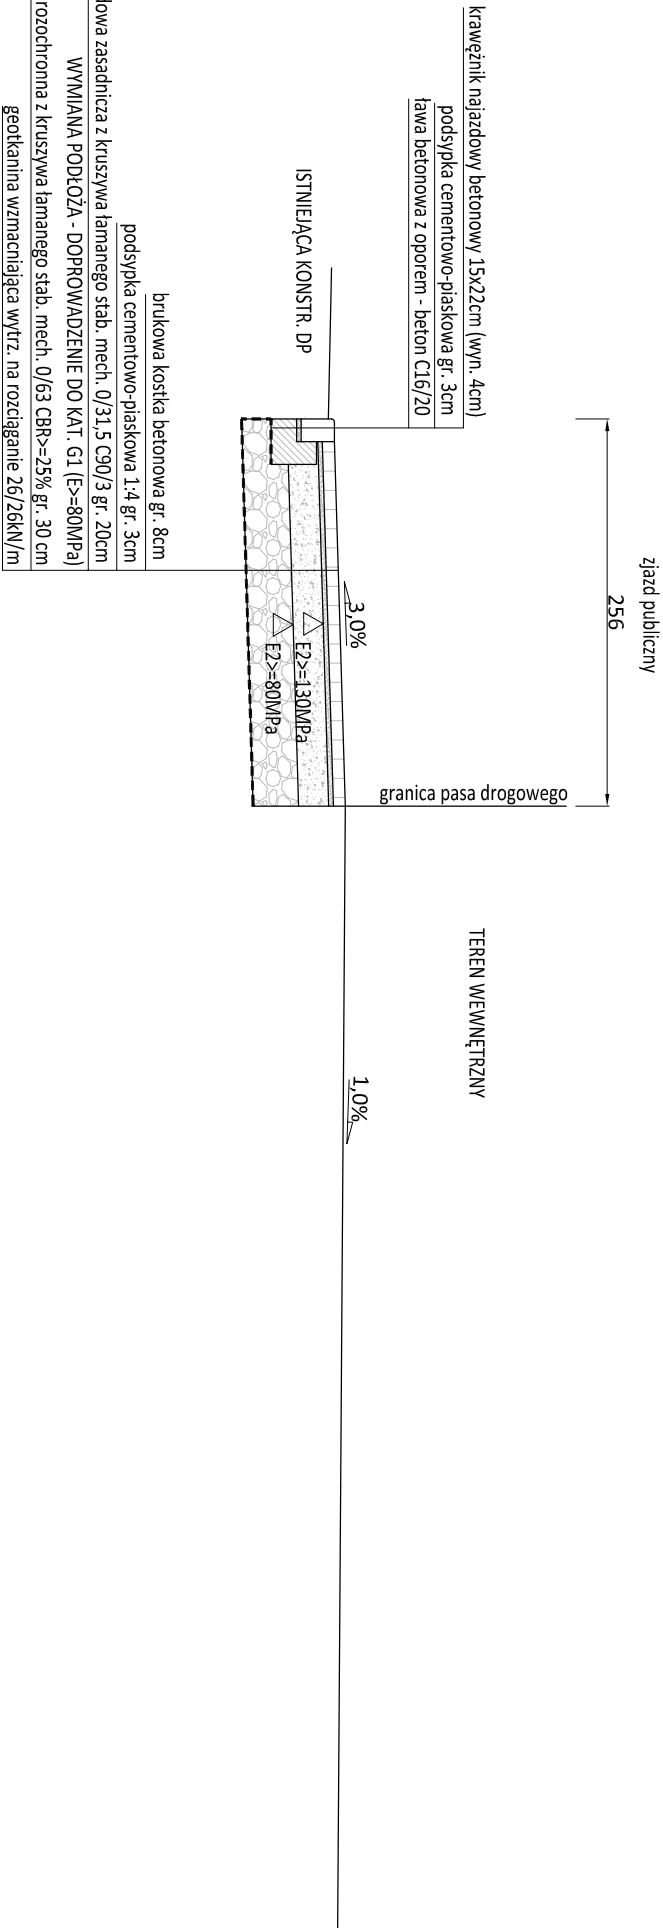 zjazd publiczny
256
krawężnik najazdowy betonowy 15x22cm (wyn. 4cm)
podsypka cementowo-piaskowa gr. 3cm
ława betonowa z oporem - beton C16/20
granica pasa drogowego
TEREN WEWNĘTRZNY
ISTNIEJĄCA KONSTR. DP
3,0%
1,0%
E2>=130MPa
E2>=80MPa
brukowa kostka betonowa gr. 8cm
podsypka cementowo-piaskowa 1:4 gr. 3cm
zasadnicza z kruszywa łamanego stab. mech. 0/31,5 C90/3 gr. 20cm
WYMIANA PODŁOŻA - DOPROWADZENIE DO KAT. G1 (E>=80MPa)
z kruszywa łamanego stab. mech. 0/63 CBR>=25% gr. 30 cm
geotkanina wzmacniająca wytrz. na rozciąganie 26/26kN/m